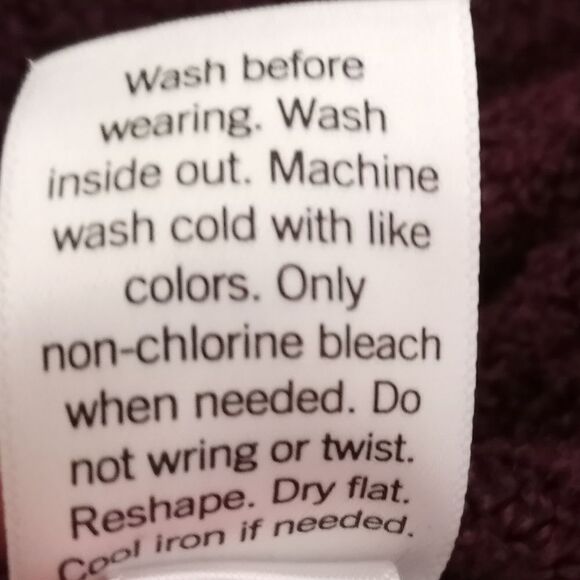 Wash before
wearing. Wash
inside out. Machine
wash cold with like
colors. Only
non-chlorine bleach
when needed. Do
not wring or twist.
Reshape. Dry flat.
Cool iron if needed.